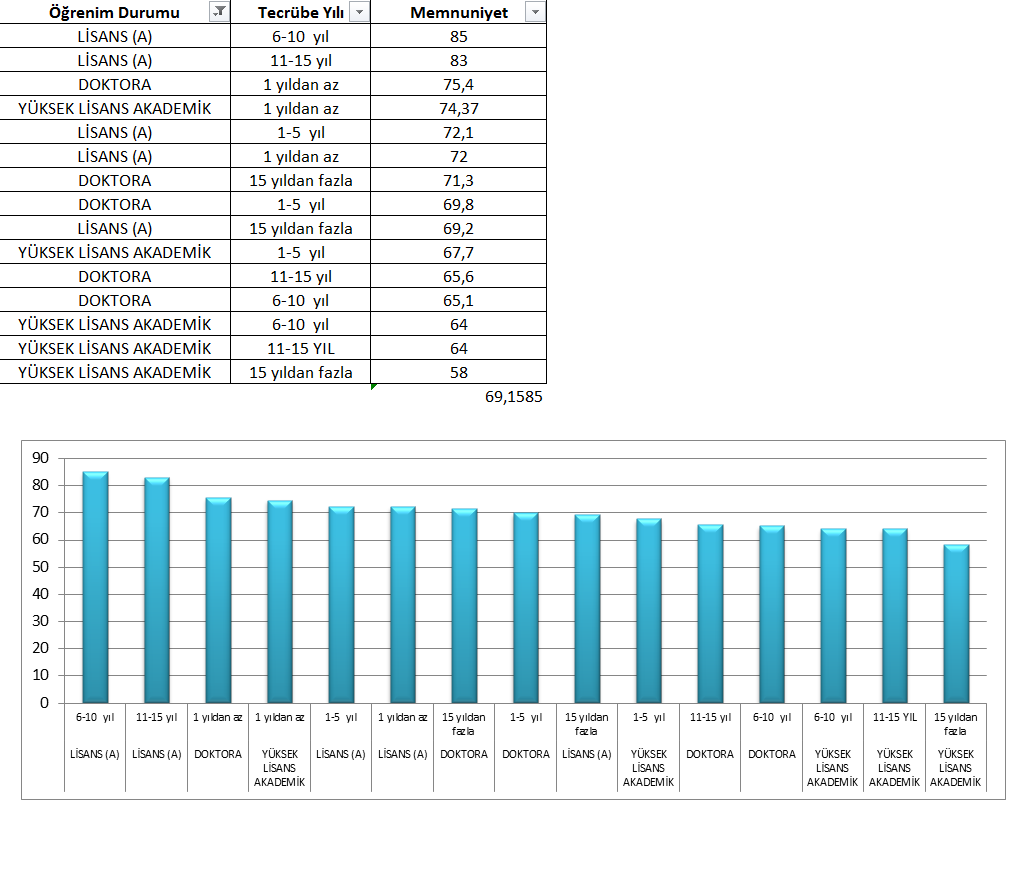 Öğrenim Durumu Tecrübe Yılı Memnuniyet
LİSANS (A) 6-10  yıl 85
LİSANS (A) 11-15 yıl 83
DOKTORA 1 yıldan az 75,4
YÜKSEK LİSANS AKADEMİK 1 yıldan az 74,37
LİSANS (A) 1-5  yıl 72,1
LİSANS (A) 1 yıldan az 72
DOKTORA 15 yıldan fazla 71,3
DOKTORA 1-5  yıl 69,8
LİSANS (A) 15 yıldan fazla 69,2
YÜKSEK LİSANS AKADEMİK 1-5  yıl 67,7
DOKTORA 11-15 yıl 65,6
DOKTORA 6-10  yıl 65,1
YÜKSEK LİSANS AKADEMİK 6-10  yıl 64
YÜKSEK LİSANS AKADEMİK 11-15 YIL 64
YÜKSEK LİSANS AKADEMİK 15 yıldan fazla 58
69,1585
90
80
70
60
50
40
30
20
10
0
6-10  yıl 11-15 yıl 1 yıldan az 1 yıldan az 1-5  yıl 1 yıldan az 15 yıldan 1-5  yıl 15 yıldan 1-5  yıl 11-15 yıl 6-10  yıl 6-10  yıl 11-15 YIL 15 yıldan
fazla fazla fazla
LİSANS (A) LİSANS (A) DOKTORA YÜKSEK LİSANS (A) LİSANS (A) DOKTORA DOKTORA LİSANS (A) YÜKSEK DOKTORA DOKTORA YÜKSEK YÜKSEK YÜKSEK
LİSANS LİSANS LİSANS LİSANS LİSANS
AKADEMİK AKADEMİK AKADEMİK AKADEMİK AKADEMİK